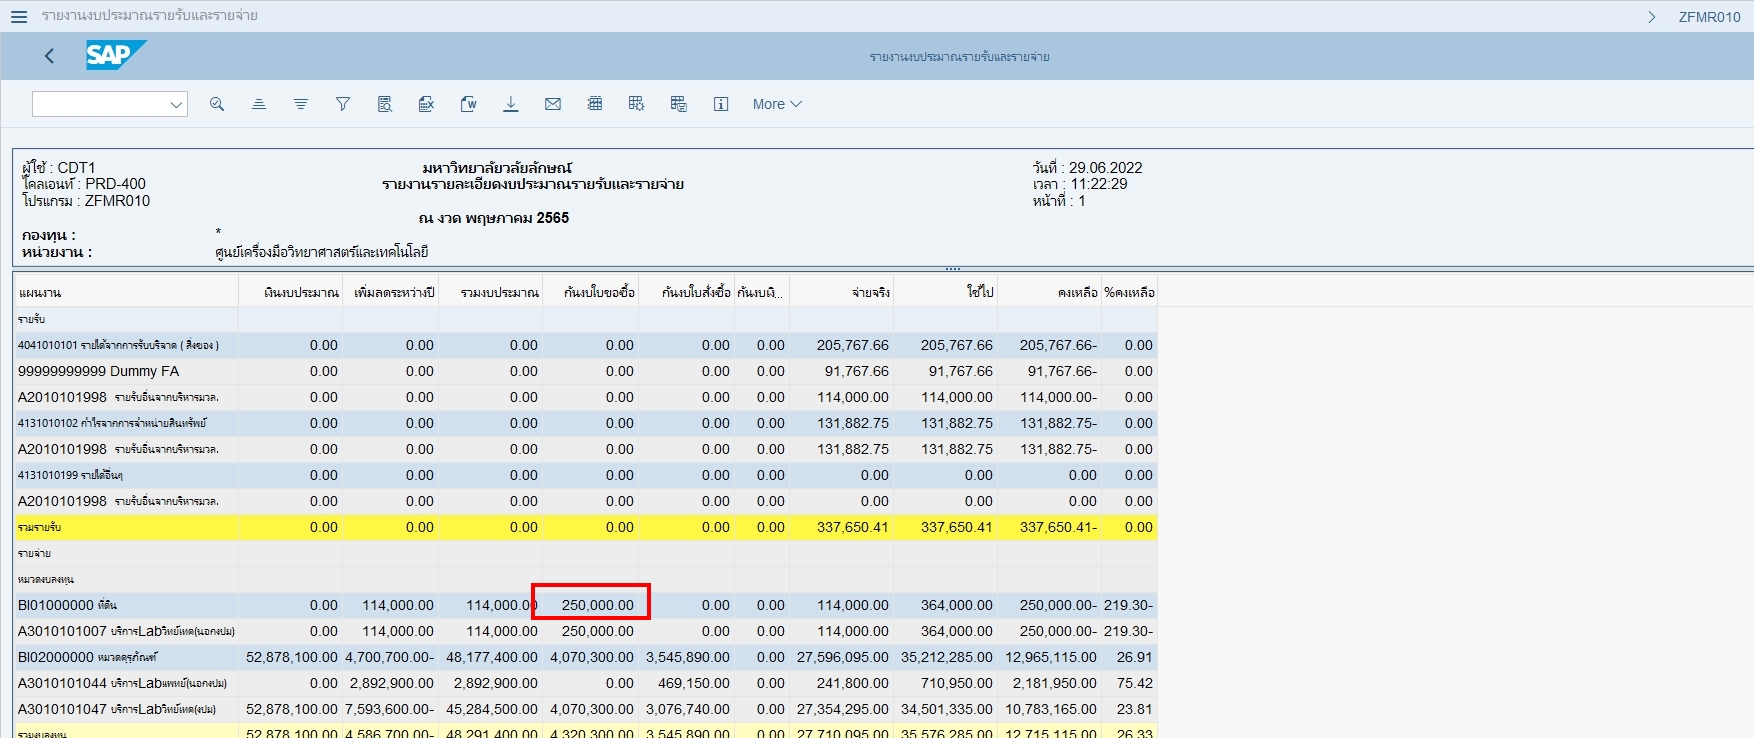 รายงานงบประมาณรายรับและรายจ่าย ZFMR010
SAP รายงานงบประมาณรายรับและรายจ่าย
More
ผู้ใช้ : CDT1 มหาวิทยาลัยวลัยลักษณ์ วันที่ : 29.06.2022
ไคลเอนท์ : PRD-400 รายงานรายละเอียดงบประมาณรายรับและรายจ่าย เวลา : 11:22:29
โปรแกรม : ZFMR010 หน้าที่ : 1
ณ งวด พฤษภาคม 2565
กองทุน : *
หน่วยงาน : ศูนย์เครื่องมือวิทยาศาสตร์และเทคโนโลยี
แผนงาน เงินงบประมาณ เพิ่มลดระหว่างปี รวมงบประมาณ กันงบใบขอซื้อ กันงบใบสั่งซื้อ กันงบเงิ... จ่ายจริง ใช้ไป คงเหลือ %คงเหลือ
รายรับ
4041010101 รายได้จากการรับบริจาค ( สิ่งของ ) 0.00 0.00 0.00 0.00 0.00 0.00 205,767.66 205,767.66 205,767.66- 0.00
99999999999 Dummy FA 0.00 0.00 0.00 0.00 0.00 0.00 91,767.66 91,767.66 91,767.66- 0.00
A2010101998 รายรับอื่นจากบริหารมวล. 0.00 0.00 0.00 0.00 0.00 0.00 114,000.00 114,000.00 114,000.00- 0.00
4131010102 กำไรจากการจำหน่ายสินทรัพย์ 0.00 0.00 0.00 0.00 0.00 0.00 131,882.75 131,882.75 131,882.75- 0.00
A2010101998 รายรับอื่นจากบริหารมวล. 0.00 0.00 0.00 0.00 0.00 0.00 131,882.75 131,882.75 131,882.75- 0.00
4131010199 รายได้อื่นๆ 0.00 0.00 0.00 0.00 0.00 0.00 0.00 0.00 0.00 0.00
A2010101998 รายรับอื่นจากบริหารมวล. 0.00 0.00 0.00 0.00 0.00 0.00 0.00 0.00 0.00 0.00
รวมรายรับ 0.00 0.00 0.00 0.00 0.00 0.00 337,650.41 337,650.41 337,650.41- 0.00
รายจ่าย
หมวดงบลงทุน
BI01000000 ที่ดิน 0.00 114,000.00 114,000.00 250,000.00 0.00 0.00 114,000.00 364,000.00 250,000.00- 219.30-
A3010101007 บริการLabวิทย์เทค(นอกงปม) 0.00 114,000.00 114,000.00 250,000.00 0.00 0.00 114,000.00 364,000.00 250,000.00- 219.30-
BI02000000 หมวดครุภัณฑ์ 52,878,100.00 4,700,700.00- 48,177,400.00 4,070,300.00 3,545,890.00 0.00 27,596,095.00 35,212,285.00 12,965,115.00 26.91
A3010101044 บริการLabแพทย์(นอกงปม) 0.00 2,892,900.00 2,892,900.00 0.00 469,150.00 0.00 241,800.00 710,950.00 2,181,950.00 75.42
A3010101047 บริการLabวิทย์เทค(งปม) 52,878,100.00 7,593,600.00- 45,284,500.00 4,070,300.00 3,076,740.00 0.00 27,354,295.00 34,501,335.00 10,783,165.00 23.81
รวมงบลงทุน 52,878,100.00 4,586,700.00- 48,291,400.00 4,320,300.00 3,545,890.00 0.00 27,710,095.00 35,576,285.00 12,715,115.00 26.33